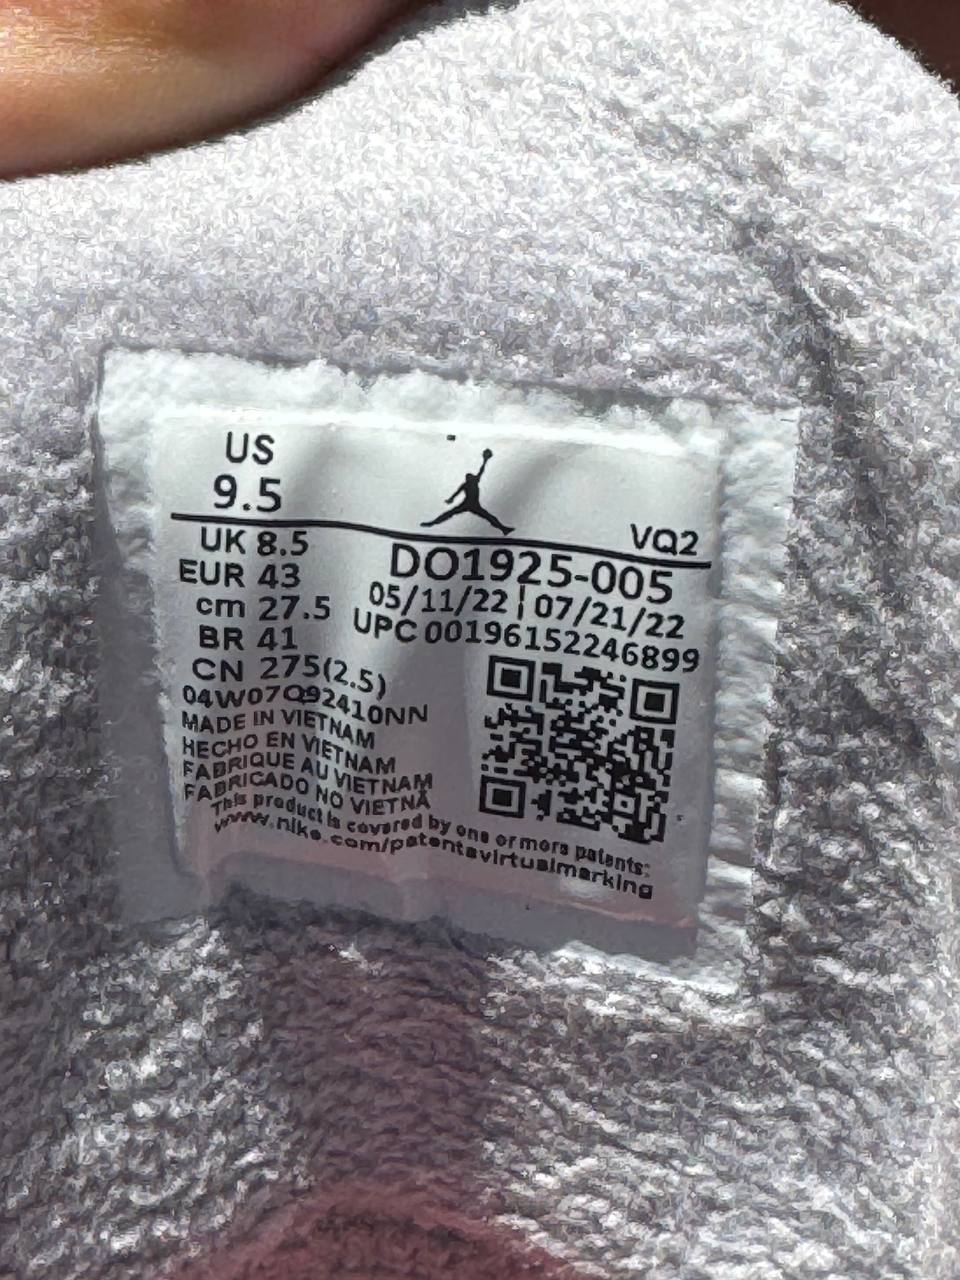 US
9.5
VQ2
UK 8.5
EUR 43
cm 27.5
BR 41
CN 275(2.5)
DO1925-005
05/11/22 | 07/21/22
UPC 00196152246899
04W07Q92410NN
MADE IN VIETNAM
HECHO EN VIETNAM
FABRIQUE AU VIETNAM
FABRICADO NO VIETNÃ
This product is covered by one or more patents:
www.nike.com/patentsvirtualmarking